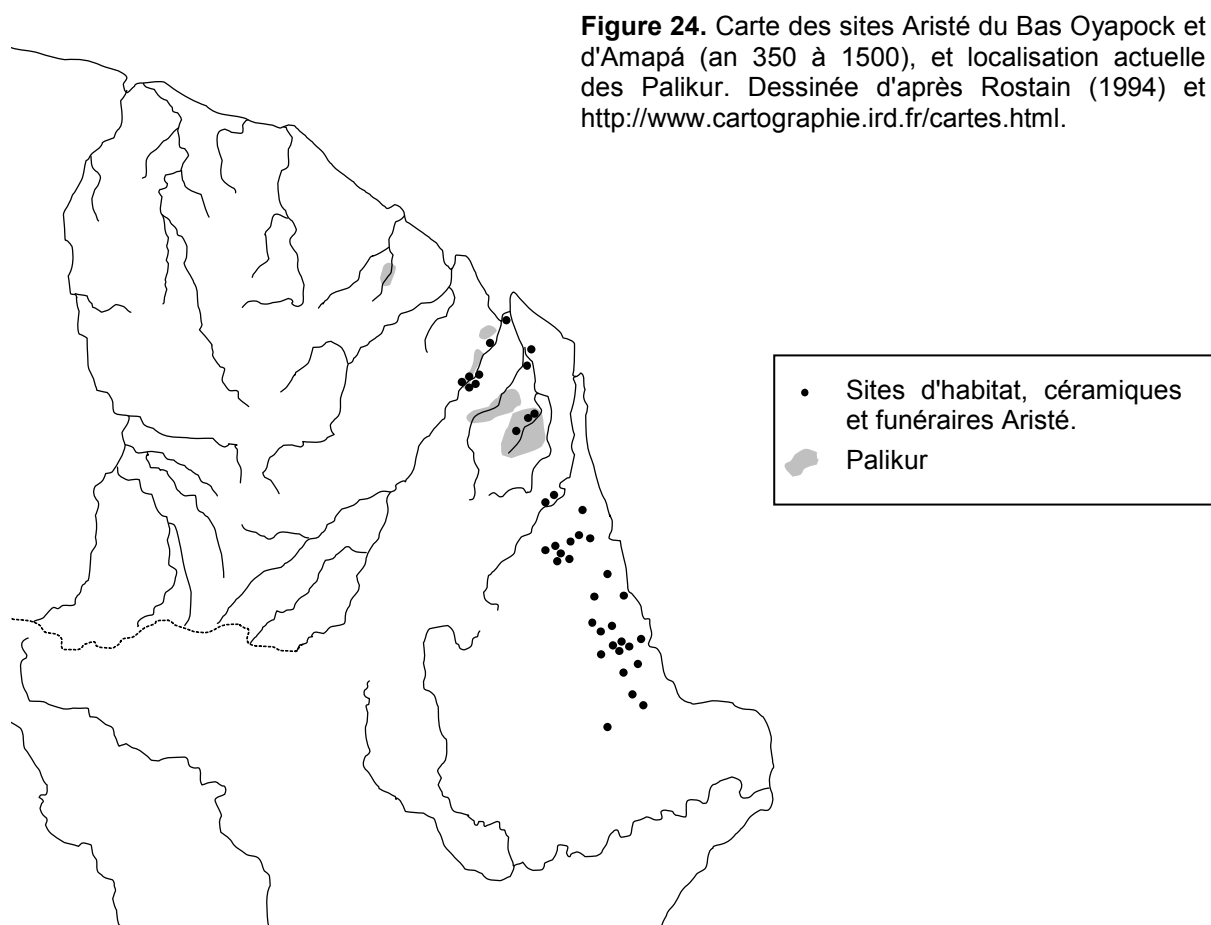 Figure 24. Carte des sites Aristé du Bas Oyapock et
d'Amapá (an 350 à 1500), et localisation actuelle
des Palikur. Dessinée d'après Rostain (1994) et
http://www.cartographie.ird.fr/cartes.html.
Sites d'habitat, céramiques
et funéraires Aristé.
Palikur